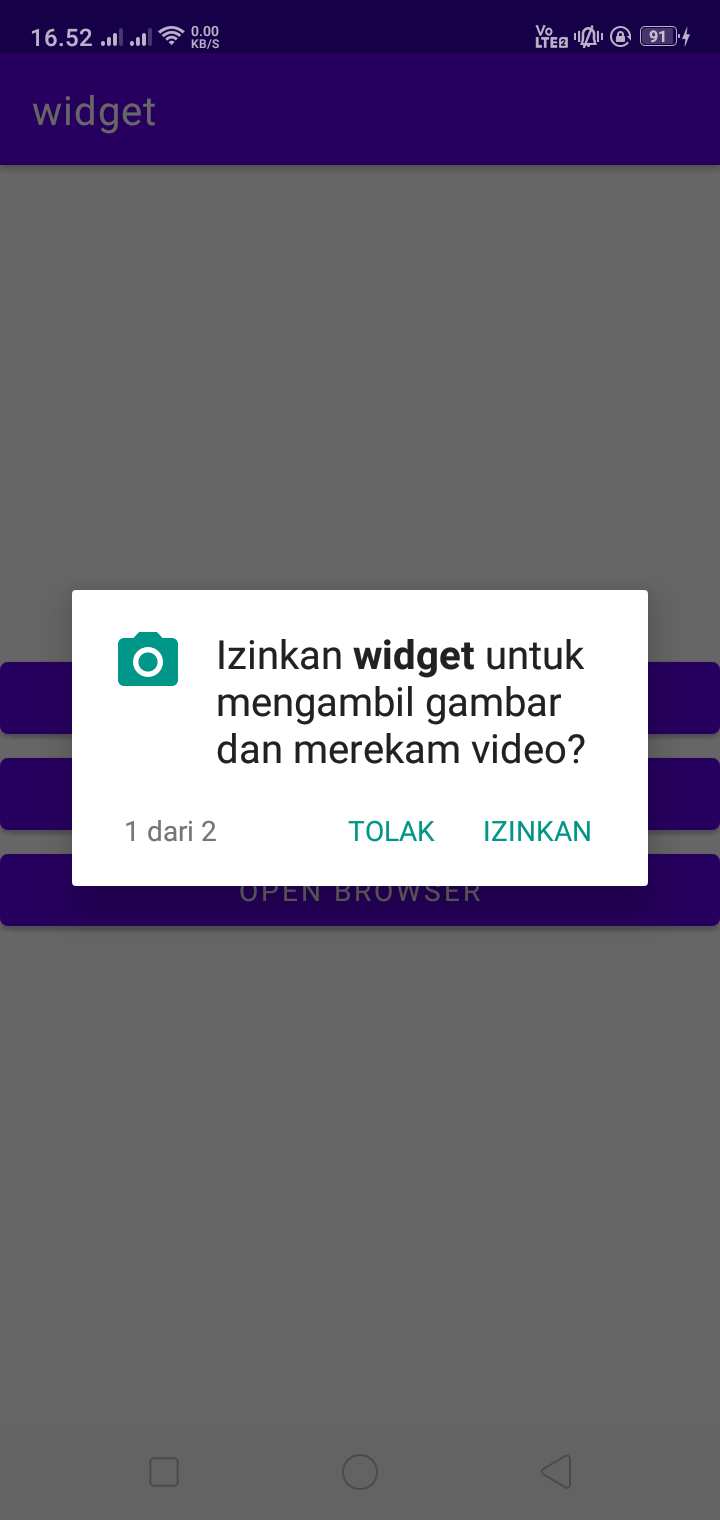 16.52
0.00
KB/S
Vo
LTE2
91
widget
Izinkan widget untuk
mengambil gambar
dan merekam video?
1 dari 2
TOLAK
IZINKAN
OPEN BROWSER